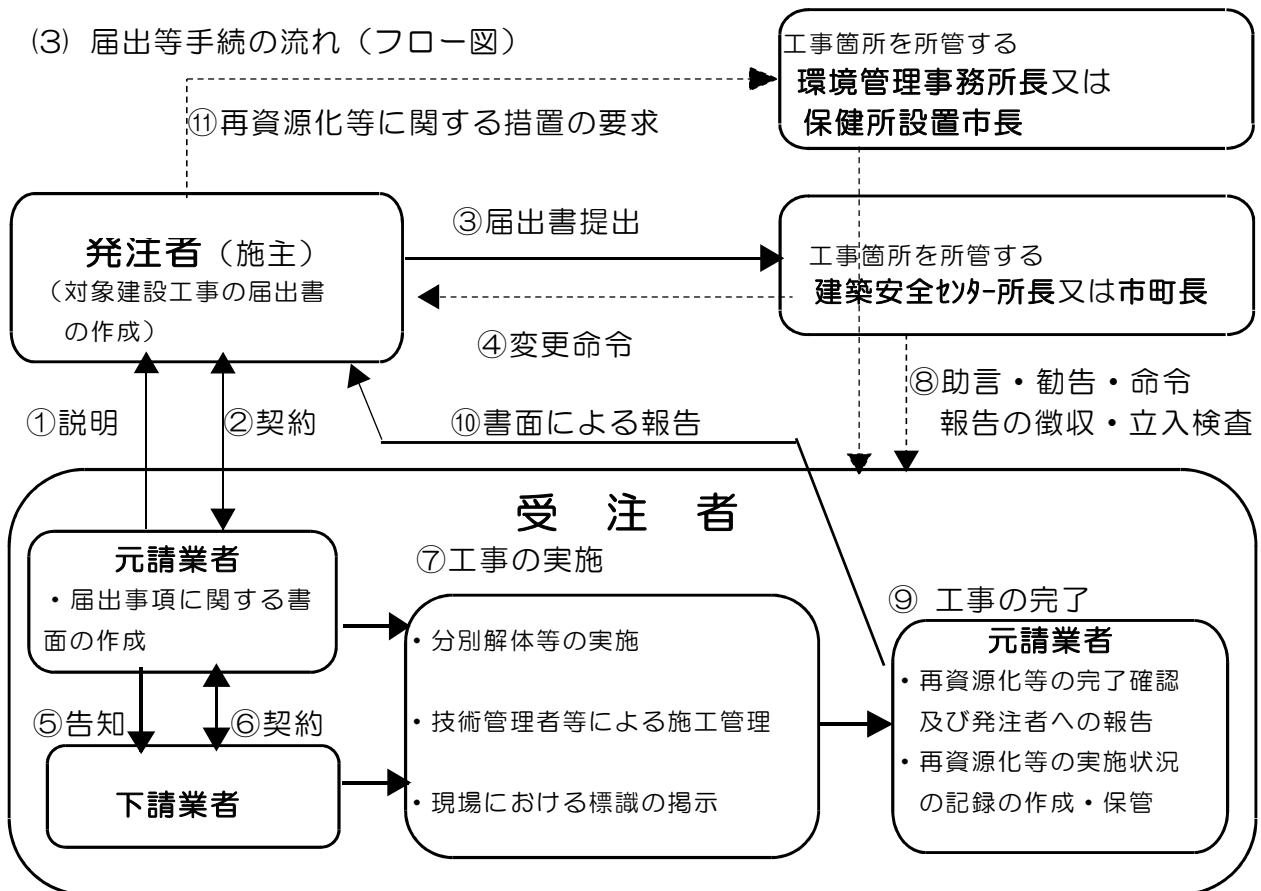 ⑶ 届出等手続の流れ（フロー図）
工事箇所を所管する
環境管理事務所長又は
保健所設置市長
⑪再資源化等に関する措置の要求
発注者（施主）
（対象建設工事の届出書
の作成）
③届出書提出
工事箇所を所管する
建築安全ｾﾝﾀｰ所長又は市町長
④変更命令
⑧助言・勧告・命令
報告の徴収・立入検査
①説明
②契約
⑩書面による報告
受 注 者
元請業者
・届出事項に関する書
面の作成
⑤告知
⑥契約
下請業者
⑦工事の実施
・分別解体等の実施
・技術管理者等による施工管理
・現場における標識の掲示
⑨ 工事の完了
元請業者
・再資源化等の完了確認
及び発注者への報告
・再資源化等の実施状況
の記録の作成・保管